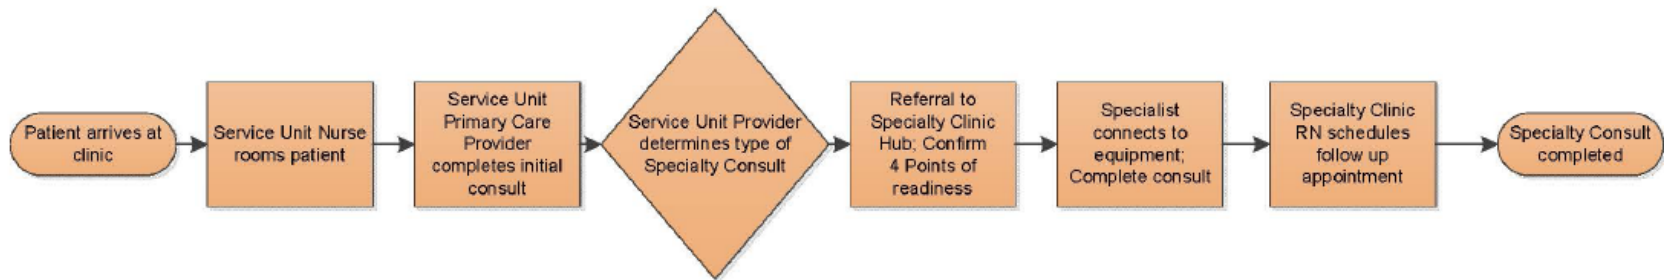 Patient arrives at
clinic
Service Unit Nurse
rooms patient
Service Unit
Primary Care
Provider
completes initial
consult
Service Unit Provider
determines type of
Specialty Consult
Referral to
Specialty Clinic
Hub; Confirm
4 Points of
readiness
Specialist
connects to
equipment;
Complete consult
Specialty Clinic
RN schedules
follow up
appointment
Specialty Consult
completed